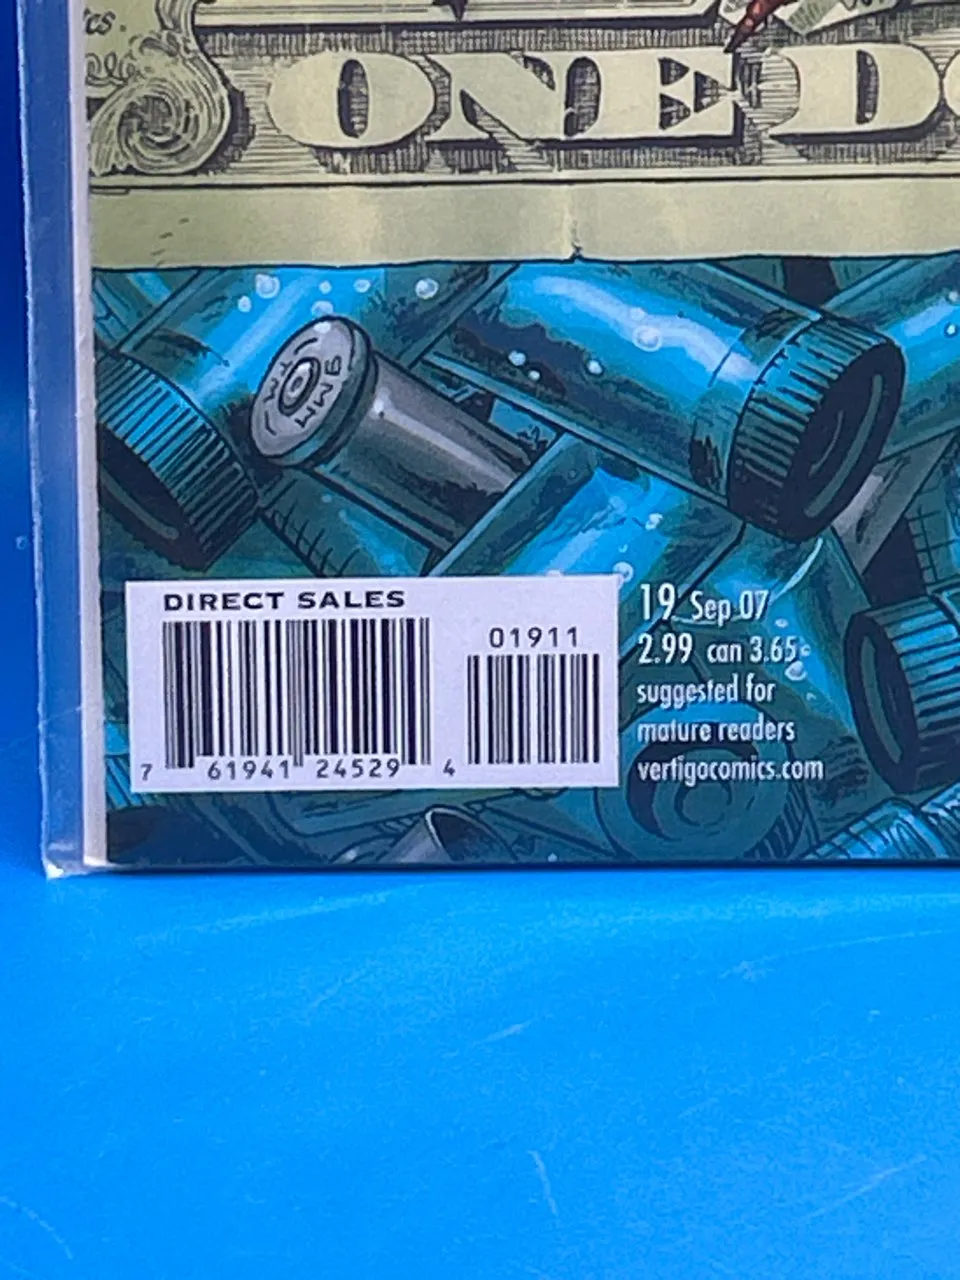 ONE
DIRECT SALES
01911
7 61941 24529 4
19 Sep 07
2.99 can 3.65
suggested for
mature readers
vertigocomics.com